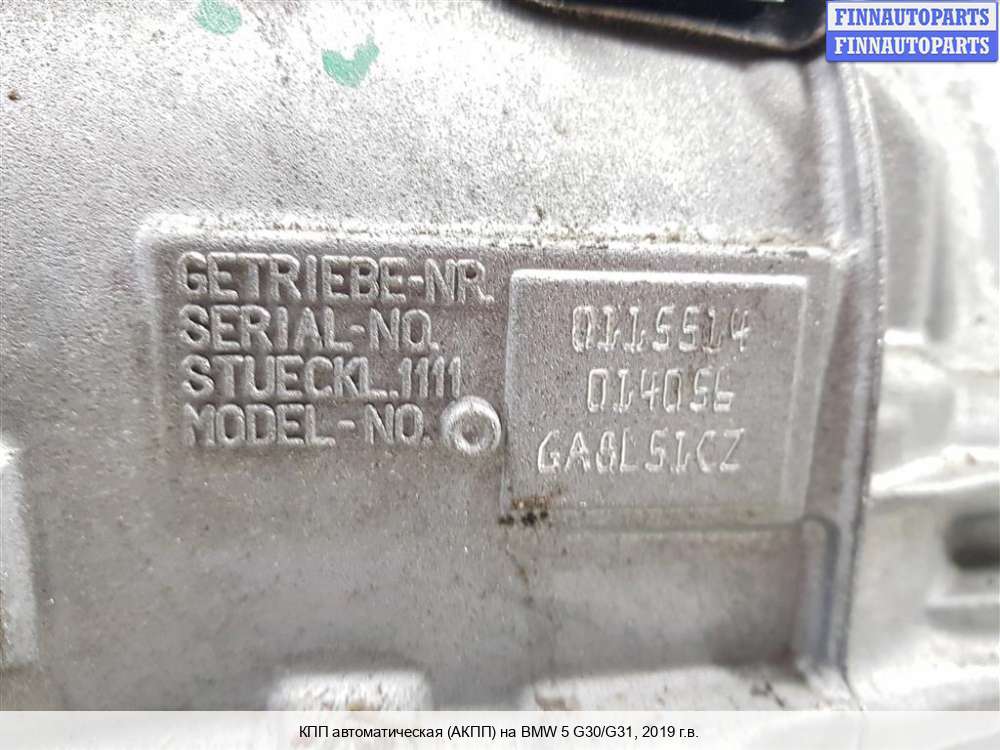 FINNAUTOPARTS
FINNAUTOPARTS
GETRIEBE-NR.
SERIAL-NO.
STUECKL.1111
MODEL-NO.
0115514
014056
GA8L51CZ
КПП автоматическая (АКПП) на BMW 5 G30/G31, 2019 г.в.